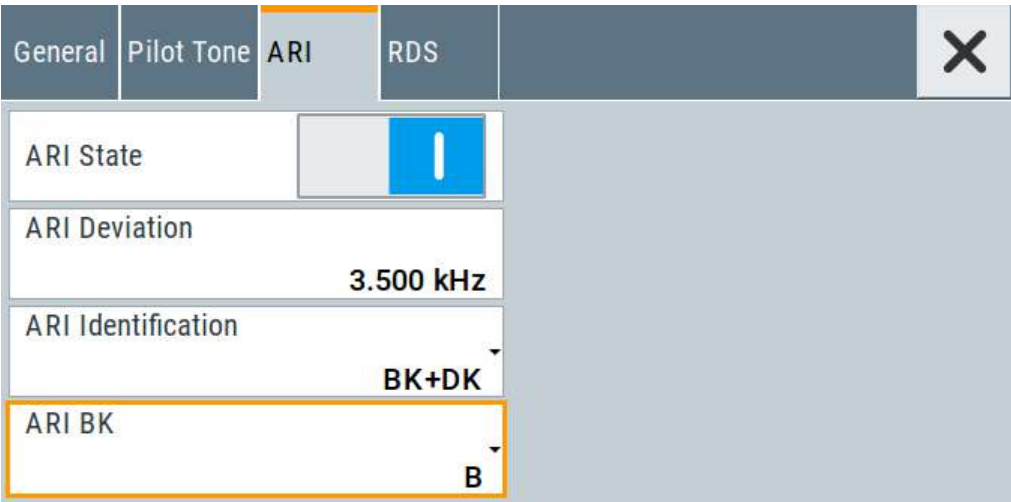 General Pilot Tone ARI RDS
ARI State
ARI Deviation
3.500 kHz
ARI Identification
BK+DK
ARI BK
B